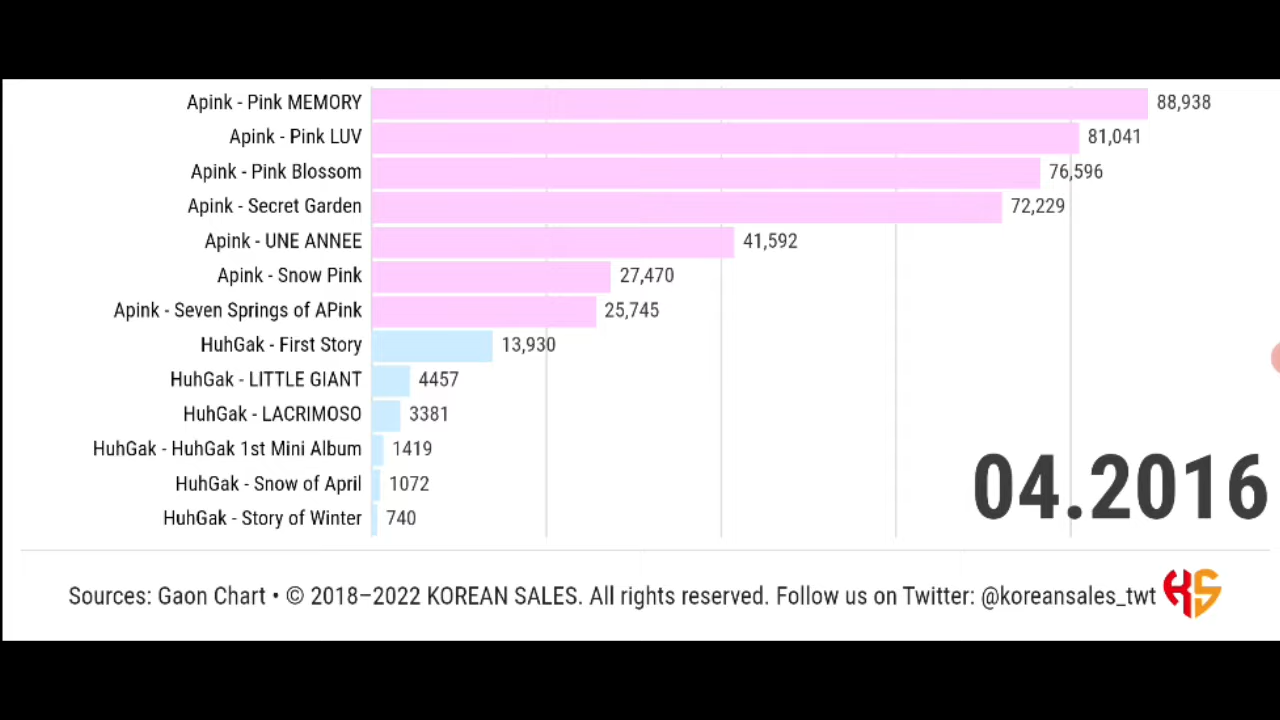 Apink - Pink MEMORY 88,938
Apink - Pink LUV 81,041
Apink - Pink Blossom 76,596
Apink - Secret Garden 72,229
Apink - UNE ANNEE 41,592
Apink - Snow Pink 27,470
Apink - Seven Springs of APink 25,745
HuhGak - First Story 13,930
HuhGak - LITTLE GIANT 4457
HuhGak - LACRIMOSO 3381
HuhGak - HuhGak 1st Mini Album 1419
HuhGak - Snow of April 1072
HuhGak - Story of Winter 740
04.2016
Sources: Gaon Chart • © 2018–2022 KOREAN SALES. All rights reserved. Follow us on Twitter: @koreansales_twt KS